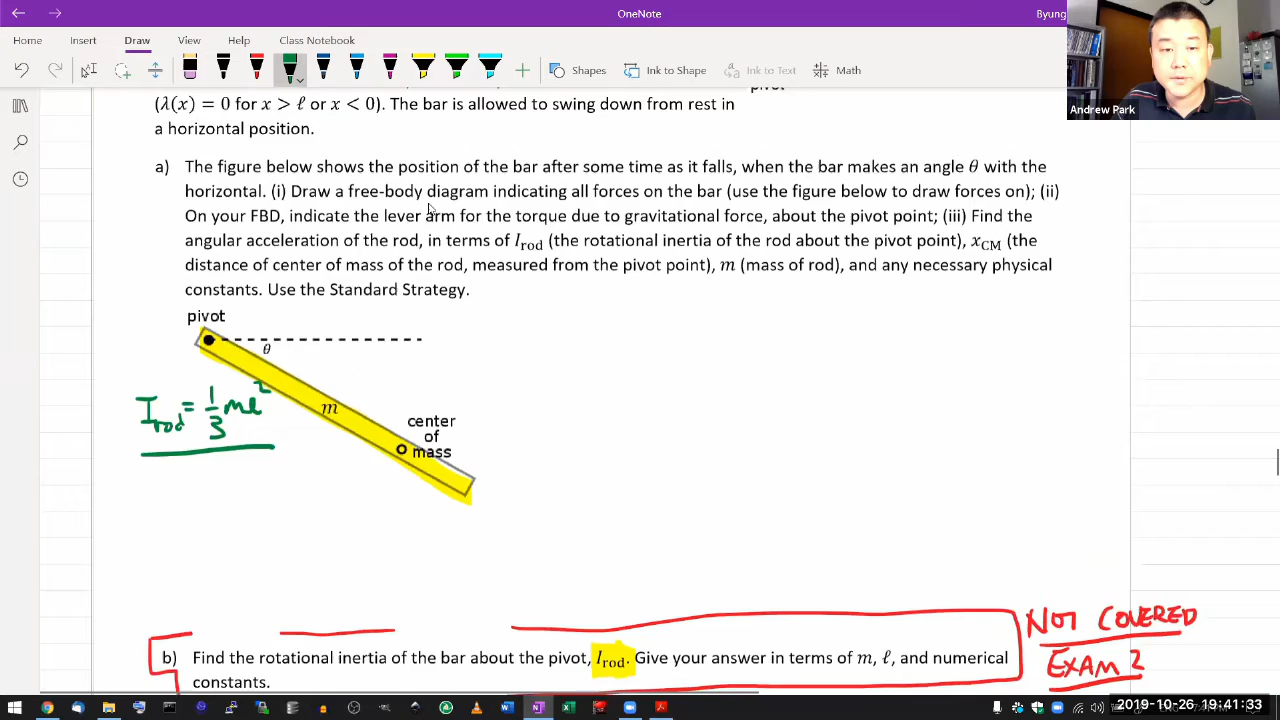 OneNote
Byung
Home Insert Draw View Help Class Notebook
Shapes Ink to Shape Ink to Text Math
Andrew Park
(λ(x) = 0 for x > ℓ or x < 0). The bar is allowed to swing down from rest in
a horizontal position.
a) The figure below shows the position of the bar after some time as it falls, when the bar makes an angle θ with the
horizontal. (i) Draw a free-body diagram indicating all forces on the bar (use the figure below to draw forces on); (ii)
On your FBD, indicate the lever arm for the torque due to gravitational force, about the pivot point; (iii) Find the
angular acceleration of the rod, in terms of I_rod (the rotational inertia of the rod about the pivot point), x_CM (the
distance of center of mass of the rod, measured from the pivot point), m (mass of rod), and any necessary physical
constants. Use the Standard Strategy.
pivot
θ
m
center
of
mass
I_rod = 1/3 mℓ²
NOT COVERED
EXAM 2
b) Find the rotational inertia of the bar about the pivot, I_rod. Give your answer in terms of m, ℓ, and numerical
constants.
2019-10-26 19:41:33